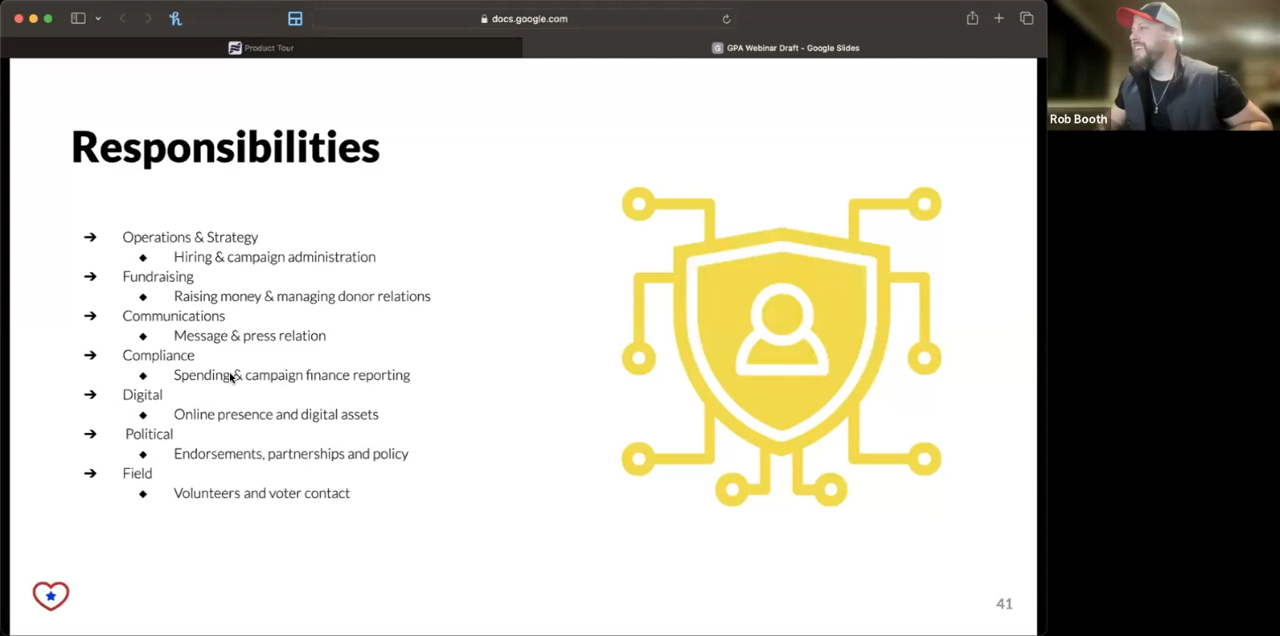 docs.google.com
Product Tour
G GPA Webinar Draft - Google Slides
Rob Booth
Responsibilities
➔ Operations & Strategy
◆ Hiring & campaign administration
➔ Fundraising
◆ Raising money & managing donor relations
➔ Communications
◆ Message & press relation
➔ Compliance
◆ Spending & campaign finance reporting
➔ Digital
◆ Online presence and digital assets
➔ Political
◆ Endorsements, partnerships and policy
➔ Field
◆ Volunteers and voter contact
41